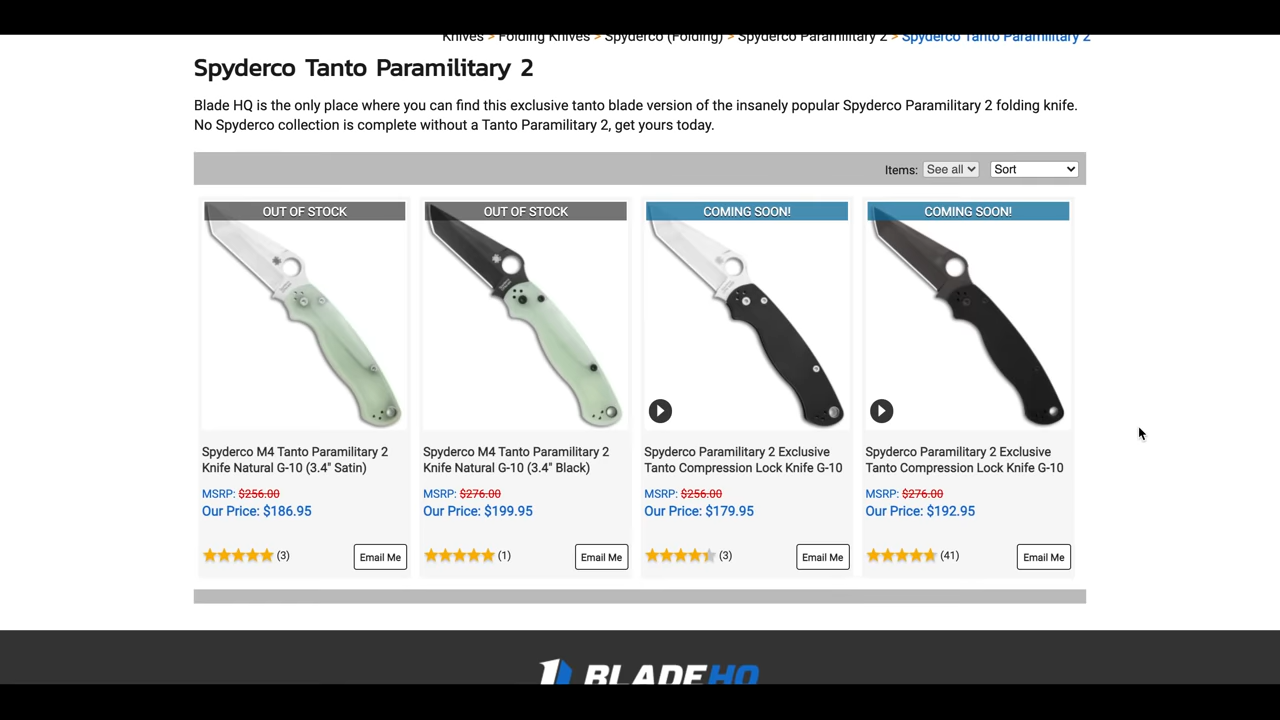 Knives > Folding Knives > Spyderco (Folding) > Spyderco Paramilitary 2 > Spyderco Tanto Paramilitary 2
Spyderco Tanto Paramilitary 2
Blade HQ is the only place where you can find this exclusive tanto blade version of the insanely popular Spyderco Paramilitary 2 folding knife.
No Spyderco collection is complete without a Tanto Paramilitary 2, get yours today.
Items: See all Sort
OUT OF STOCK OUT OF STOCK COMING SOON! COMING SOON!
Spyderco M4 Tanto Paramilitary 2
Knife Natural G-10 (3.4" Satin)
MSRP: $256.00
Our Price: $186.95
(3) Email Me
Spyderco M4 Tanto Paramilitary 2
Knife Natural G-10 (3.4" Black)
MSRP: $276.00
Our Price: $199.95
(1) Email Me
Spyderco Paramilitary 2 Exclusive
Tanto Compression Lock Knife G-10
MSRP: $256.00
Our Price: $179.95
(3) Email Me
Spyderco Paramilitary 2 Exclusive
Tanto Compression Lock Knife G-10
MSRP: $276.00
Our Price: $192.95
(41) Email Me
BLADEHQ